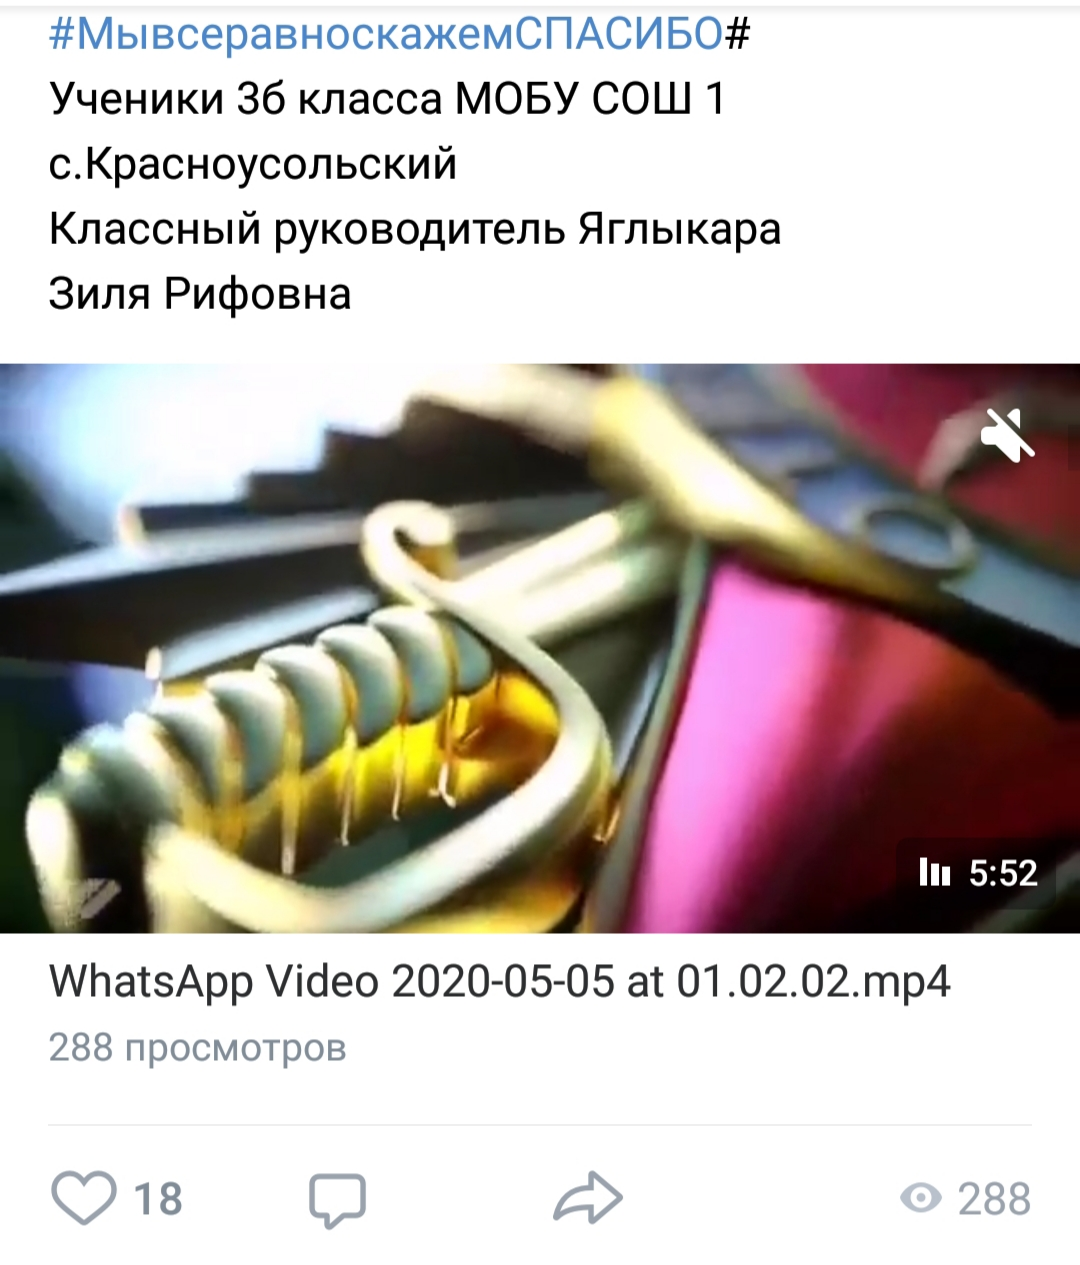 #МывсеравноскажемСПАСИБО#
Ученики 3б класса МОБУ СОШ 1
с.Красноусольский
Классный руководитель Яглыкара
Зиля Рифовна
5:52
WhatsApp Video 2020-05-05 at 01.02.02.mp4
288 просмотров
18
288